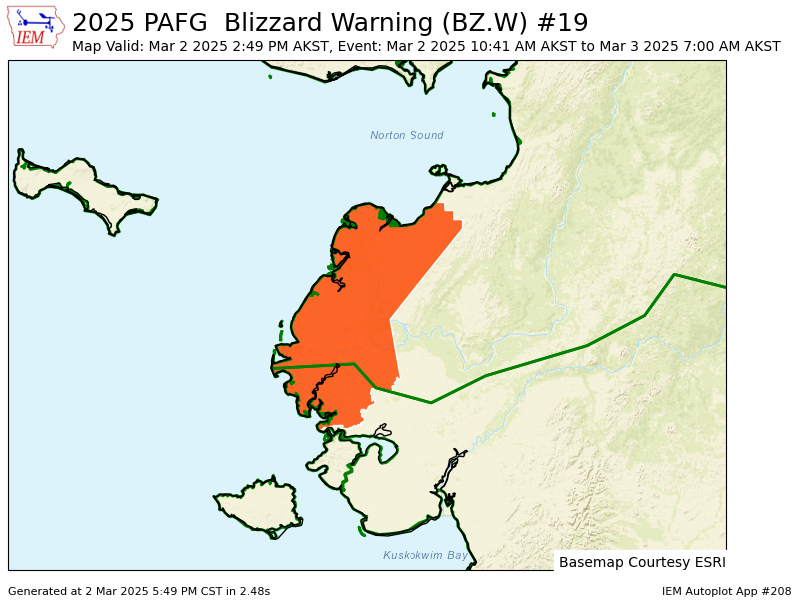 IEM
2025 PAFG  Blizzard Warning (BZ.W) #19
Map Valid: Mar 2 2025 2:49 PM AKST, Event: Mar 2 2025 10:41 AM AKST to Mar 3 2025 7:00 AM AKST
Norton Sound
Kuskokwim Bay
Basemap Courtesy ESRI
Generated at 2 Mar 2025 5:49 PM CST in 2.48s
IEM Autoplot App #208